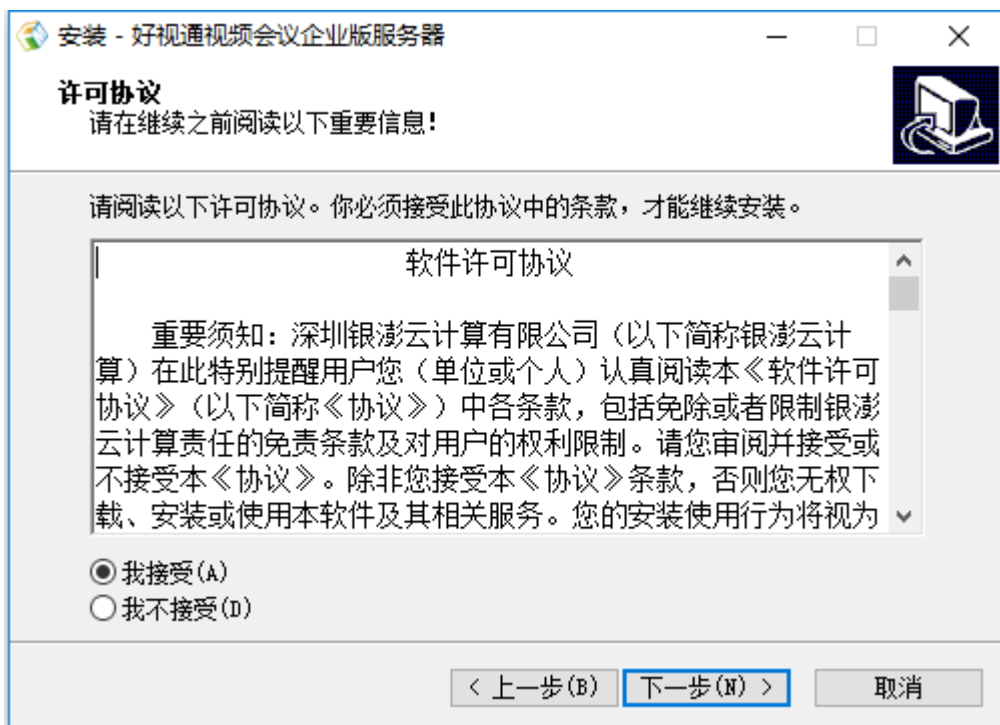 安装 - 好视通视频会议企业版服务器
许可协议
请在继续之前阅读以下重要信息!
请阅读以下许可协议。你必须接受此协议中的条款，才能继续安装。
软件许可协议
重要须知：深圳银澎云计算有限公司（以下简称银澎云计
算）在此特别提醒用户您（单位或个人）认真阅读本《软件许可
协议》（以下简称《协议》）中各条款，包括免除或者限制银澎
云计算责任的免责条款及对用户的权利限制。请您审阅并接受或
不接受本《协议》。除非您接受本《协议》条款，否则您无权下
载、安装或使用本软件及其相关服务。您的安装使用行为将视为
我接受(A)
我不接受(D)
< 上一步(B)
下一步(N) >
取消